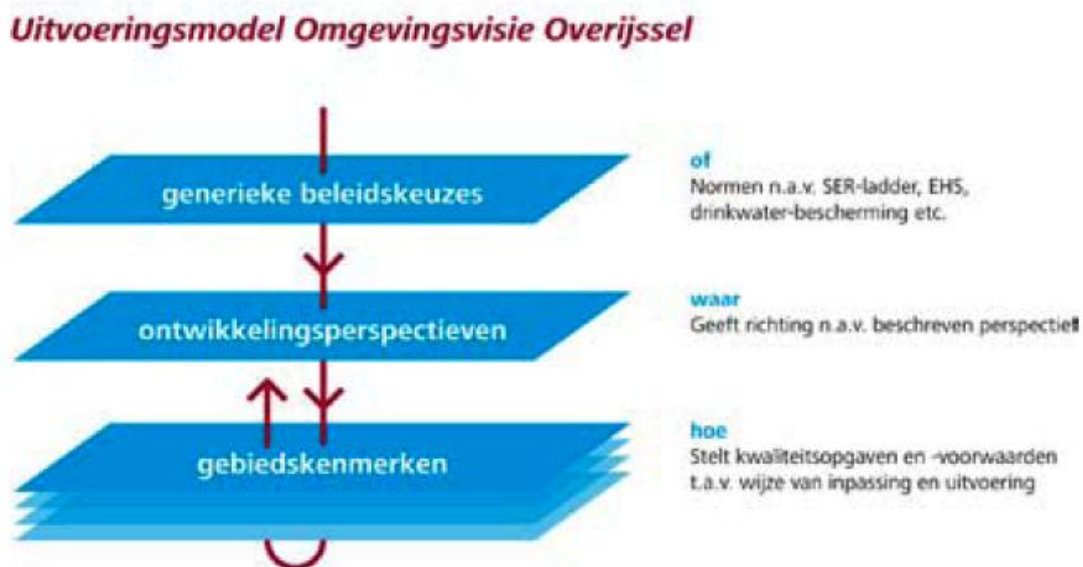 Uitvoeringsmodel Omgevingsvisie Overijssel
generieke beleidskeuzes
of
Normen n.a.v. SER-ladder, EHS,
drinkwater-bescherming etc.
ontwikkelingsperspectieven
waar
Geeft richting n.a.v. beschreven perspectief
gebiedskenmerken
hoe
Stelt kwaliteitsopgaven en -voorwaarden
t.a.v. wijze van inpassing en uitvoering